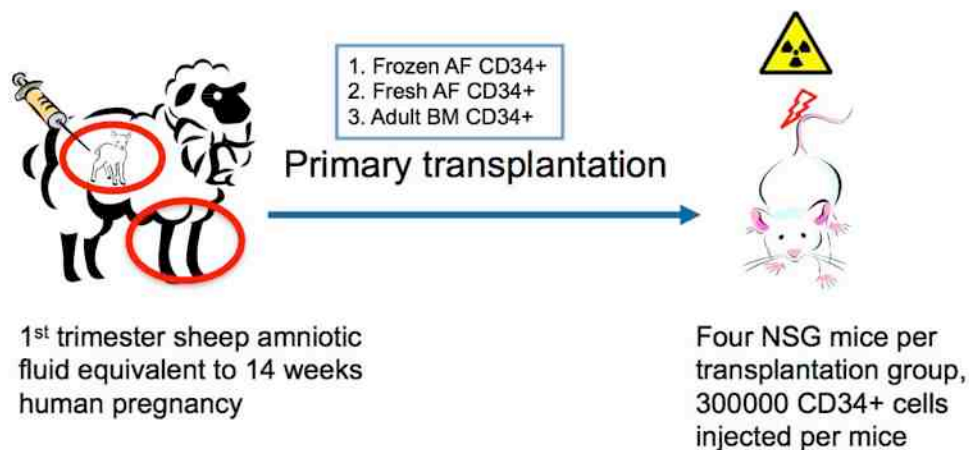 1. Frozen AF CD34+
2. Fresh AF CD34+
3. Adult BM CD34+
Primary transplantation
1st trimester sheep amniotic
fluid equivalent to 14 weeks
human pregnancy
Four NSG mice per
transplantation group,
300000 CD34+ cells
injected per mice